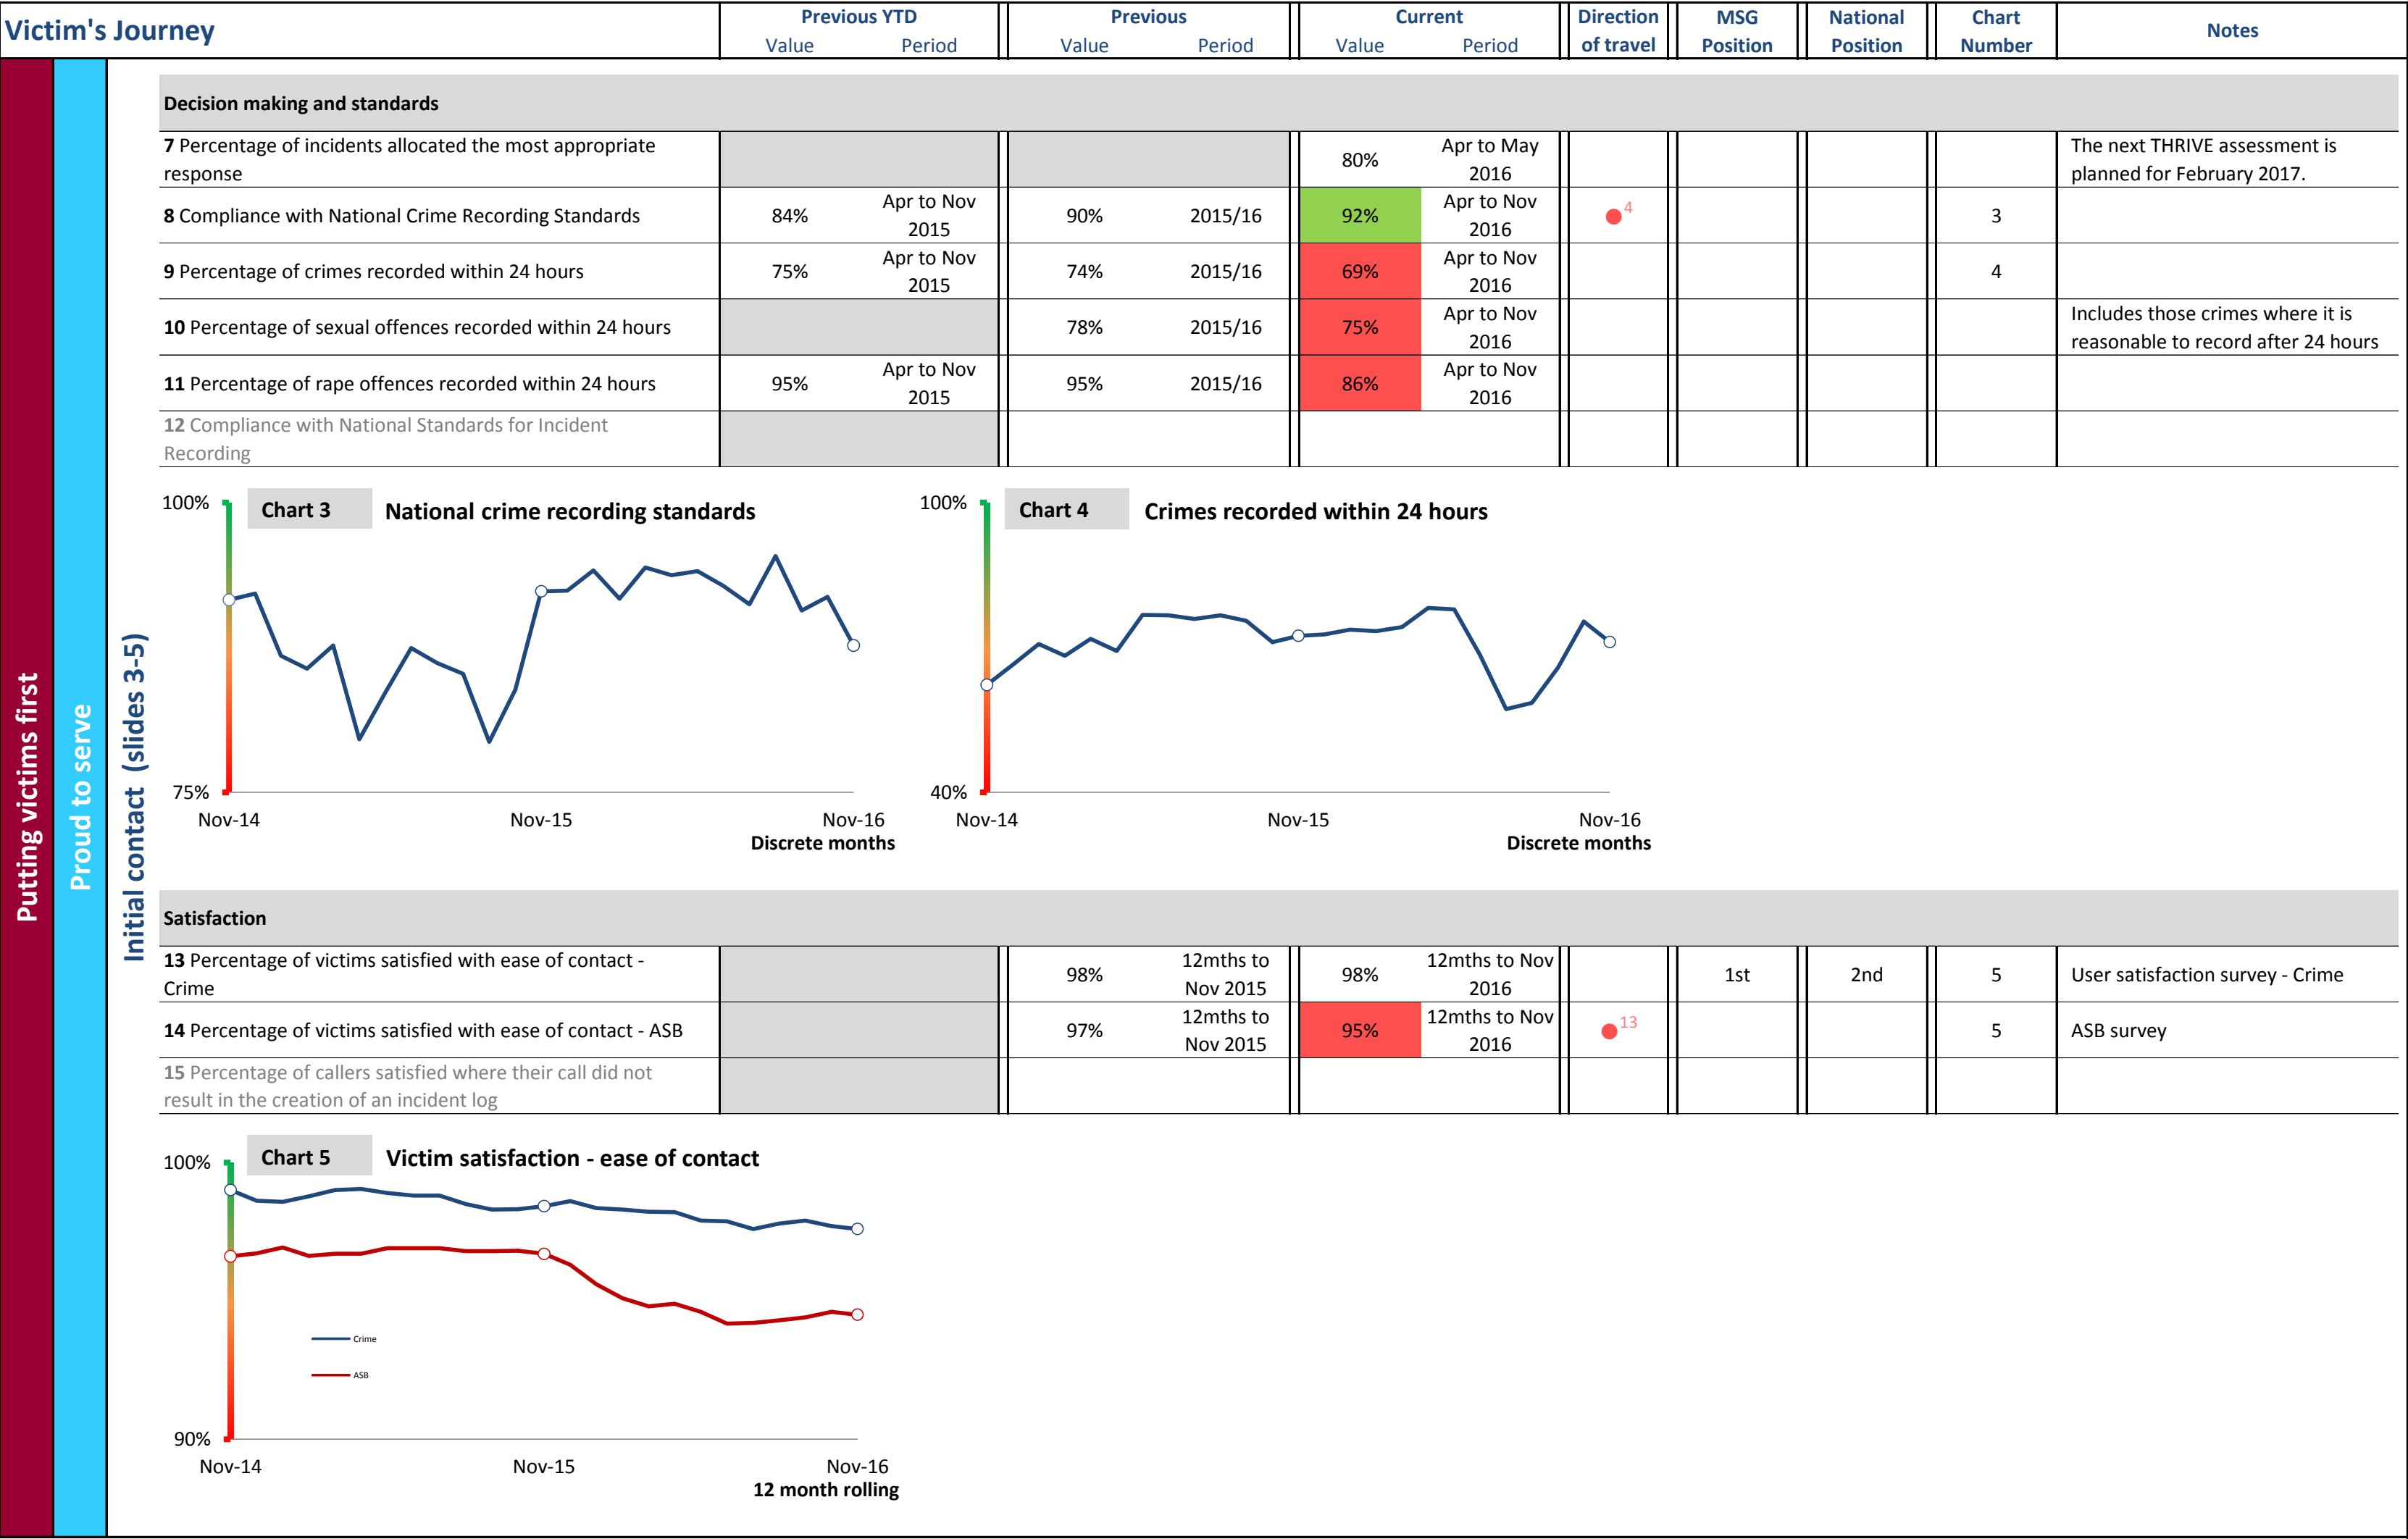 Victim's Journey
Previous YTD
Previous
Current
Direction
of travel
MSG
Position
National
Position
Chart
Number
Notes
Value Period
Value Period
Value Period
Putting victims first
Proud to serve
Initial contact (slides 3-5)
Decision making and standards
7 Percentage of incidents allocated the most appropriate
response
80%
Apr to May
2016
The next THRIVE assessment is
planned for February 2017.
8 Compliance with National Crime Recording Standards
84%
Apr to Nov
2015
90%
2015/16
92%
Apr to Nov
2016
4
3
9 Percentage of crimes recorded within 24 hours
75%
Apr to Nov
2015
74%
2015/16
69%
Apr to Nov
2016
4
10 Percentage of sexual offences recorded within 24 hours
78%
2015/16
75%
Apr to Nov
2016
Includes those crimes where it is
reasonable to record after 24 hours
11 Percentage of rape offences recorded within 24 hours
95%
Apr to Nov
2015
95%
2015/16
86%
Apr to Nov
2016
12 Compliance with National Standards for Incident
Recording
Chart 3 National crime recording standards
100%
75%
Nov-14 Nov-15 Nov-16
Discrete months
Chart 4 Crimes recorded within 24 hours
100%
40%
Nov-14 Nov-15 Nov-16
Discrete months
Satisfaction
13 Percentage of victims satisfied with ease of contact -
Crime
98%
12mths to
Nov 2015
98%
12mths to Nov
2016
1st
2nd
5
User satisfaction survey - Crime
14 Percentage of victims satisfied with ease of contact - ASB
97%
12mths to
Nov 2015
95%
12mths to Nov
2016
13
5
ASB survey
15 Percentage of callers satisfied where their call did not
result in the creation of an incident log
Chart 5 Victim satisfaction - ease of contact
100%
Crime
ASB
90%
Nov-14 Nov-15 Nov-16
12 month rolling